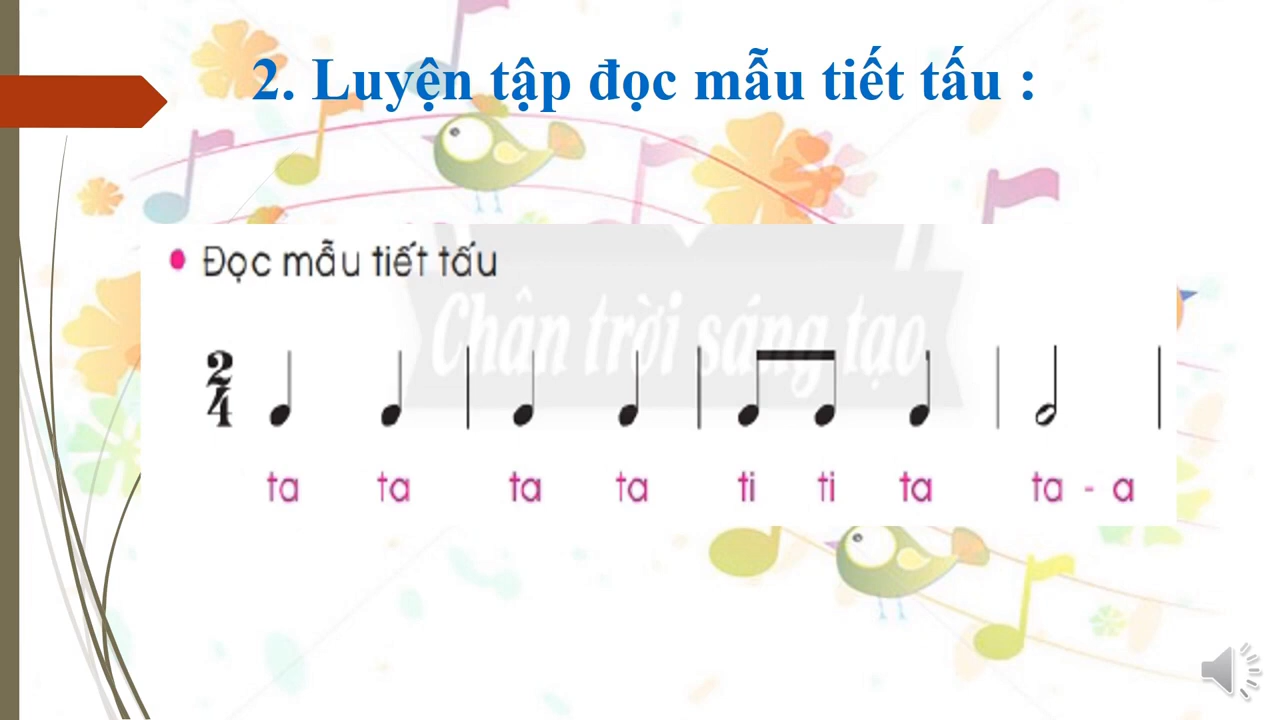 2. Luyện tập đọc mẫu tiết tấu :
Đọc mẫu tiết tấu
Chân trời sáng tạo
2
4
ta ta ta ta ti ti ta ta - a